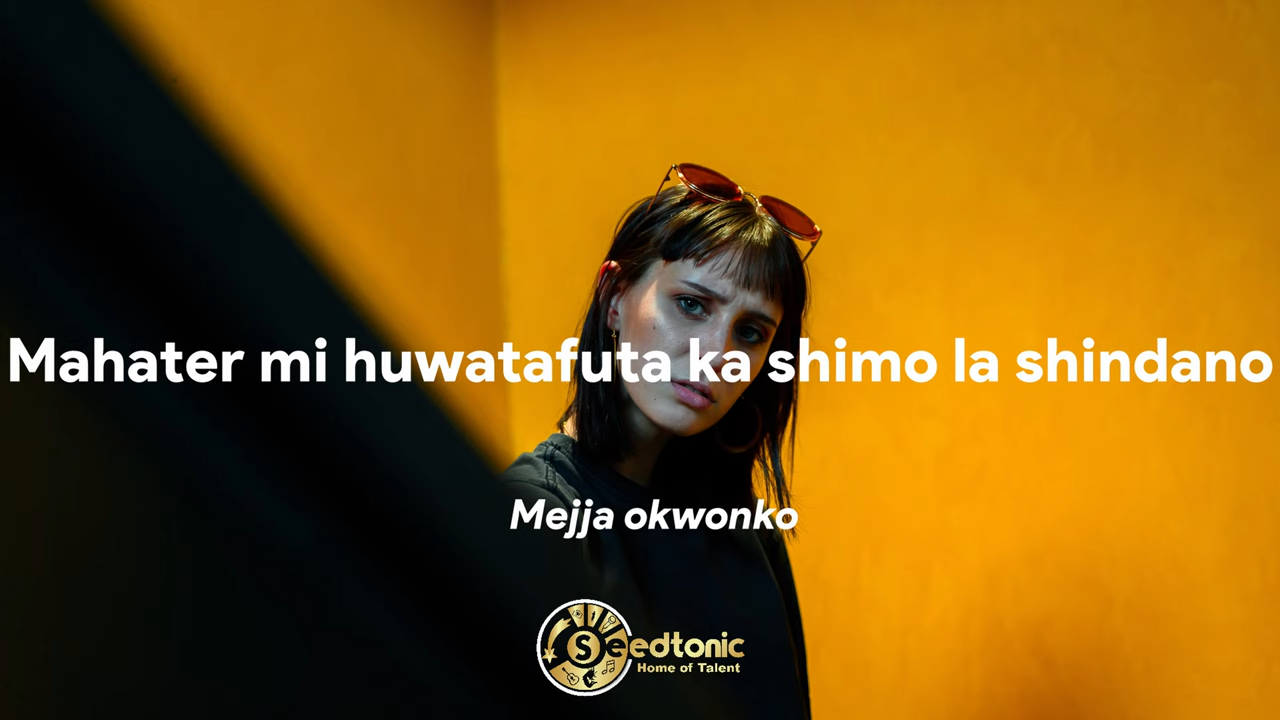 Mahater mi huwatafuta ka shimo la shindano
Mejja okwonko
Seedtonic
Home of Talent